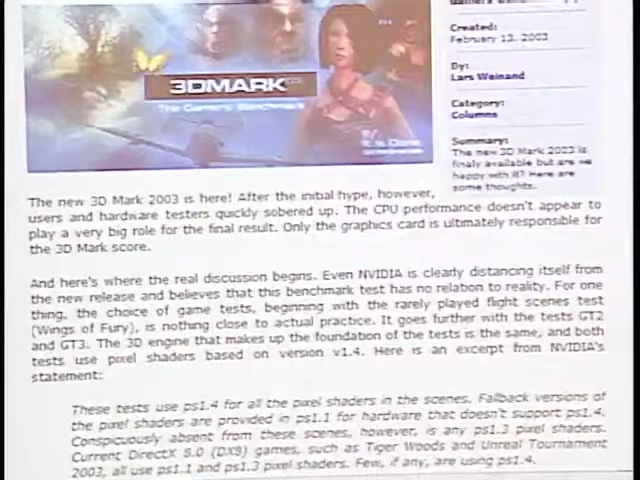 3DMARK
The Gamers' Benchmark
Created:
February 13, 2003
By:
Lars Weinand
Category:
Columns
Summary:
The new 3D Mark 2003 is
finaly available but are we
happy with it? Here are
some thoughts.
The new 3D Mark 2003 is here! After the initial hype, however,
users and hardware testers quickly sobered up. The CPU performance doesn't appear to
play a very big role for the final result. Only the graphics card is ultimately responsible for
the 3D Mark score.
And here's where the real discussion begins. Even NVIDIA is clearly distancing itself from
the new release and believes that this benchmark test has no relation to reality. For one
thing, the choice of game tests, beginning with the rarely played flight scenes test
(Wings of Fury), is nothing close to actual practice. It goes further with the tests GT2
and GT3. The 3D engine that makes up the foundation of the tests is the same, and both
tests use pixel shaders based on version v1.4. Here is an excerpt from NVIDIA's
statement:
These tests use ps1.4 for all the pixel shaders in the scenes. Fallback versions of
the pixel shaders are provided in ps1.1 for hardware that doesn't support ps1.4.
Conspicuously absent from these scenes, however, is any ps1.3 pixel shaders.
Current DirectX 8.0 (DX8) games, such as Tiger Woods and Unreal Tournament
2003, all use ps1.1 and ps1.3 pixel shaders. Few, if any, are using ps1.4.